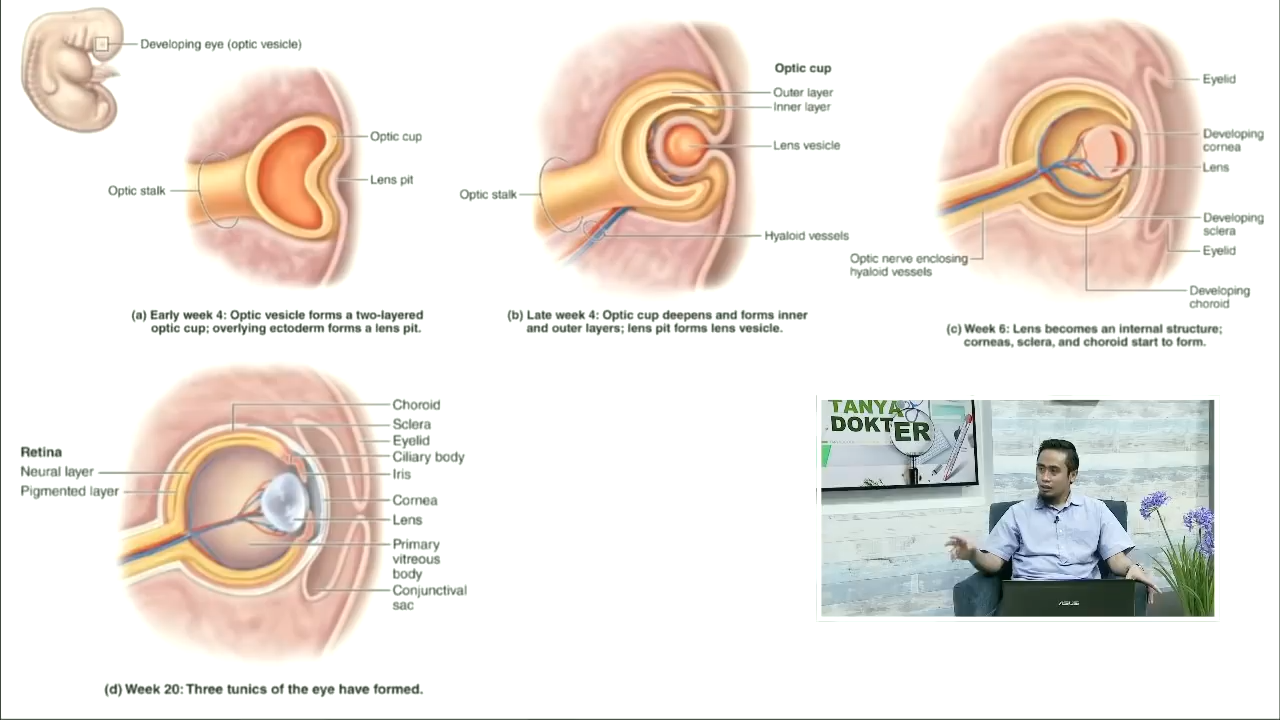 Developing eye (optic vesicle)
Optic cup
Lens pit
Optic stalk
(a) Early week 4: Optic vesicle forms a two-layered
optic cup; overlying ectoderm forms a lens pit.
Optic cup
Outer layer
Inner layer
Lens vesicle
Optic stalk
Hyaloid vessels
(b) Late week 4: Optic cup deepens and forms inner
and outer layers; lens pit forms lens vesicle.
Eyelid
Developing
cornea
Lens
Developing
sclera
Eyelid
Optic nerve enclosing
hyaloid vessels
Developing
choroid
(c) Week 6: Lens becomes an internal structure;
corneas, sclera, and choroid start to form.
Retina
Neural layer
Pigmented layer
Choroid
Sclera
Eyelid
Ciliary body
Iris
Cornea
Lens
Primary
vitreous
body
Conjunctival
sac
(d) Week 20: Three tunics of the eye have formed.
TANYA
DOKTER
ASUS